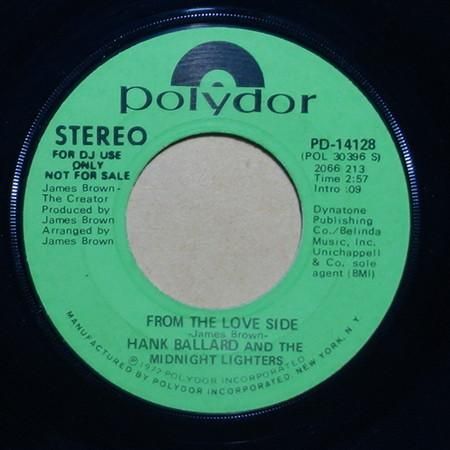 polydor
STEREO
FOR DJ USE
ONLY
NOT FOR SALE
James Brown -
The Creator
Produced by
James Brown
Arranged by
James Brown
PD-14128
(POL 30396 S)
2066 213
Time 2:57
Intro :09
Dynatone
Publishing
Co./Belinda
Music, Inc.
Unichappell
& Co. sole
agent (BMI)
FROM THE LOVE SIDE
-James Brown-
HANK BALLARD AND THE
MIDNIGHT LIGHTERS
℗1972 POLYDOR INCORPORATED
MANUFACTURED BY POLYDOR INCORPORATED, NEW YORK, N.Y.